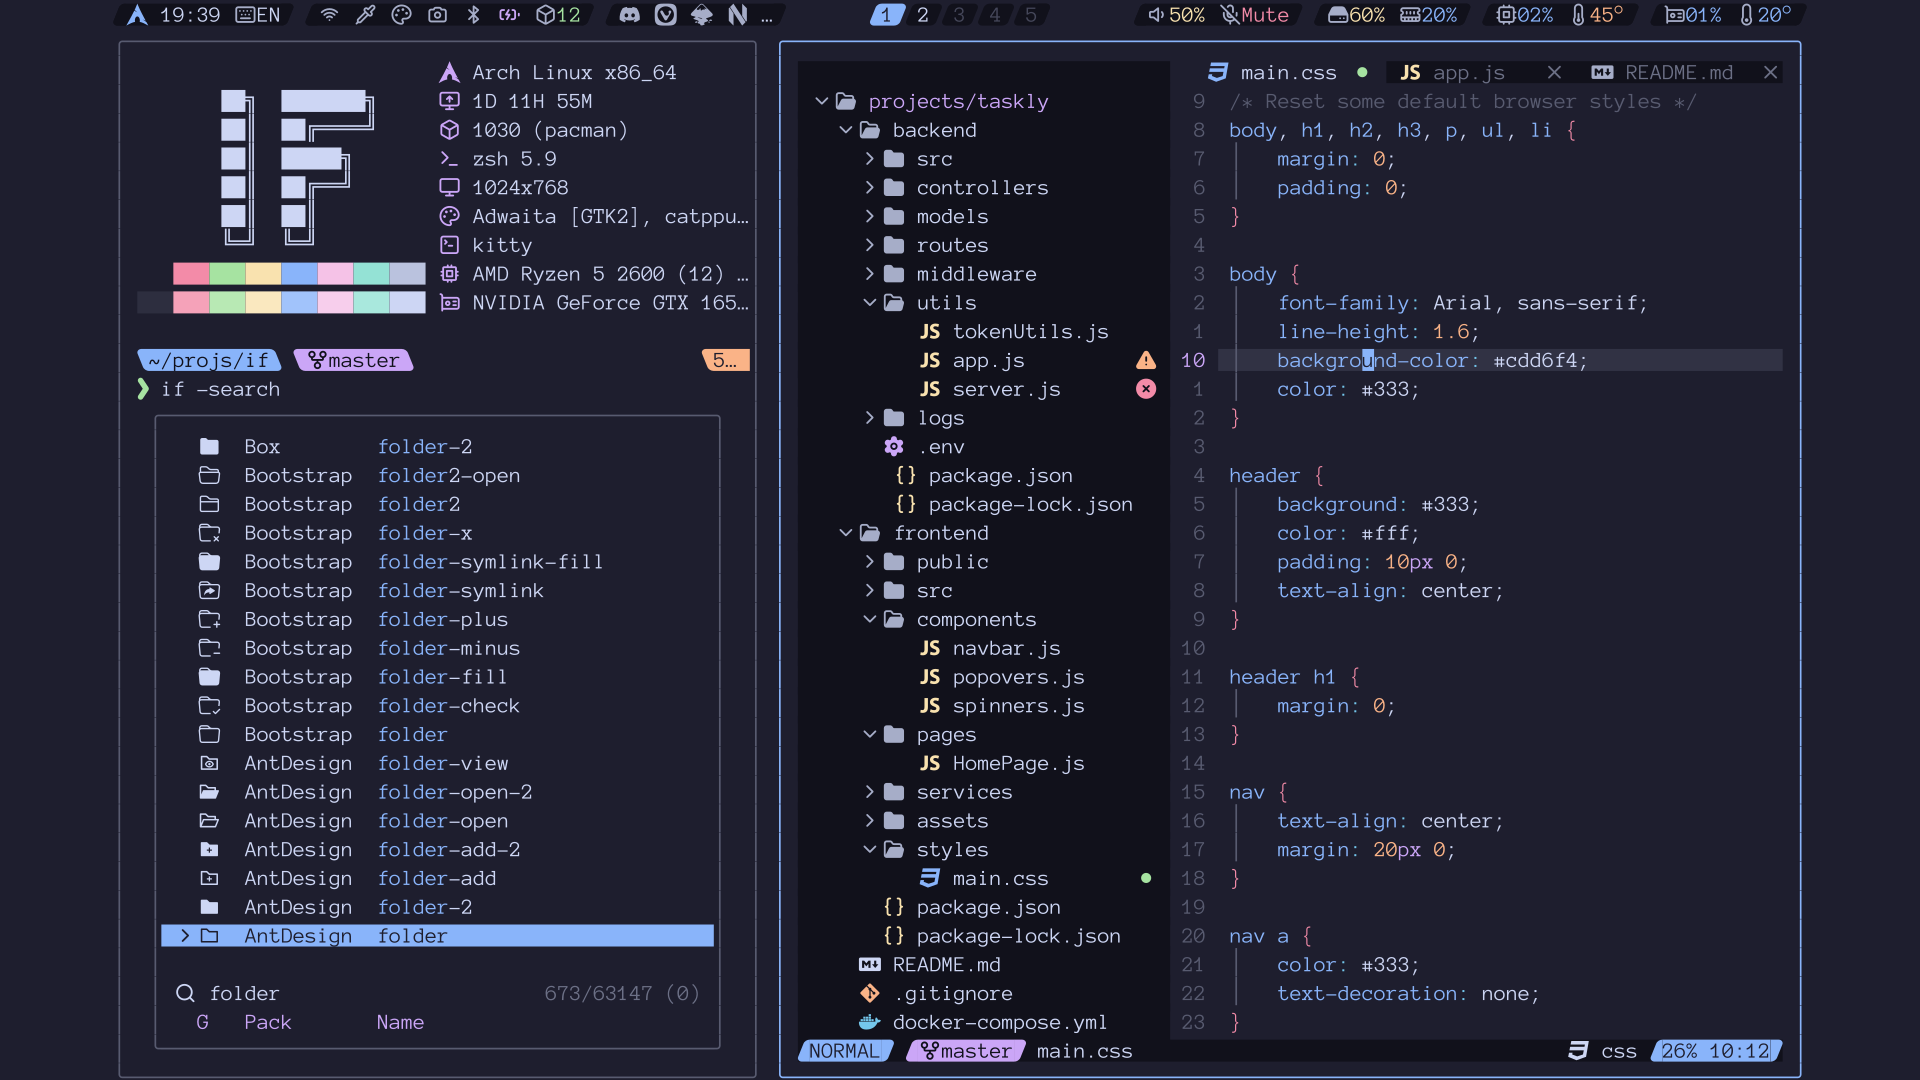 19:39 EN 12 ... 1 2 3 4 5 50% Mute 60% 20% 02% 45° 01% 20°
Arch Linux x86_64
1D 11H 55M
1030 (pacman)
zsh 5.9
1024x768
Adwaita [GTK2], catppu…
kitty
AMD Ryzen 5 2600 (12) …
NVIDIA GeForce GTX 165…
IF
~/projs/if master 5…
❯ if -search
Box folder-2
Bootstrap folder2-open
Bootstrap folder2
Bootstrap folder-x
Bootstrap folder-symlink-fill
Bootstrap folder-symlink
Bootstrap folder-plus
Bootstrap folder-minus
Bootstrap folder-fill
Bootstrap folder-check
Bootstrap folder
AntDesign folder-view
AntDesign folder-open-2
AntDesign folder-open
AntDesign folder-add-2
AntDesign folder-add
AntDesign folder-2
> AntDesign folder
folder 673/63147 (0)
G Pack Name
projects/taskly
backend
src
controllers
models
routes
middleware
utils
JS tokenUtils.js
JS app.js
JS server.js
logs
.env
{} package.json
{} package-lock.json
frontend
public
src
components
JS navbar.js
JS popovers.js
JS spinners.js
pages
JS HomePage.js
services
assets
styles
main.css
{} package.json
{} package-lock.json
README.md
.gitignore
docker-compose.yml
main.css JS app.js README.md
9 /* Reset some default browser styles */
8 body, h1, h2, h3, p, ul, li {
7 margin: 0;
6 padding: 0;
5 }
4
3 body {
2 font-family: Arial, sans-serif;
1 line-height: 1.6;
10 background-color: #cdd6f4;
1 color: #333;
2 }
3
4 header {
5 background: #333;
6 color: #fff;
7 padding: 10px 0;
8 text-align: center;
9 }
10
11 header h1 {
12 margin: 0;
13 }
14
15 nav {
16 text-align: center;
17 margin: 20px 0;
18 }
19
20 nav a {
21 color: #333;
22 text-decoration: none;
23 }
NORMAL master main.css css 26% 10:12